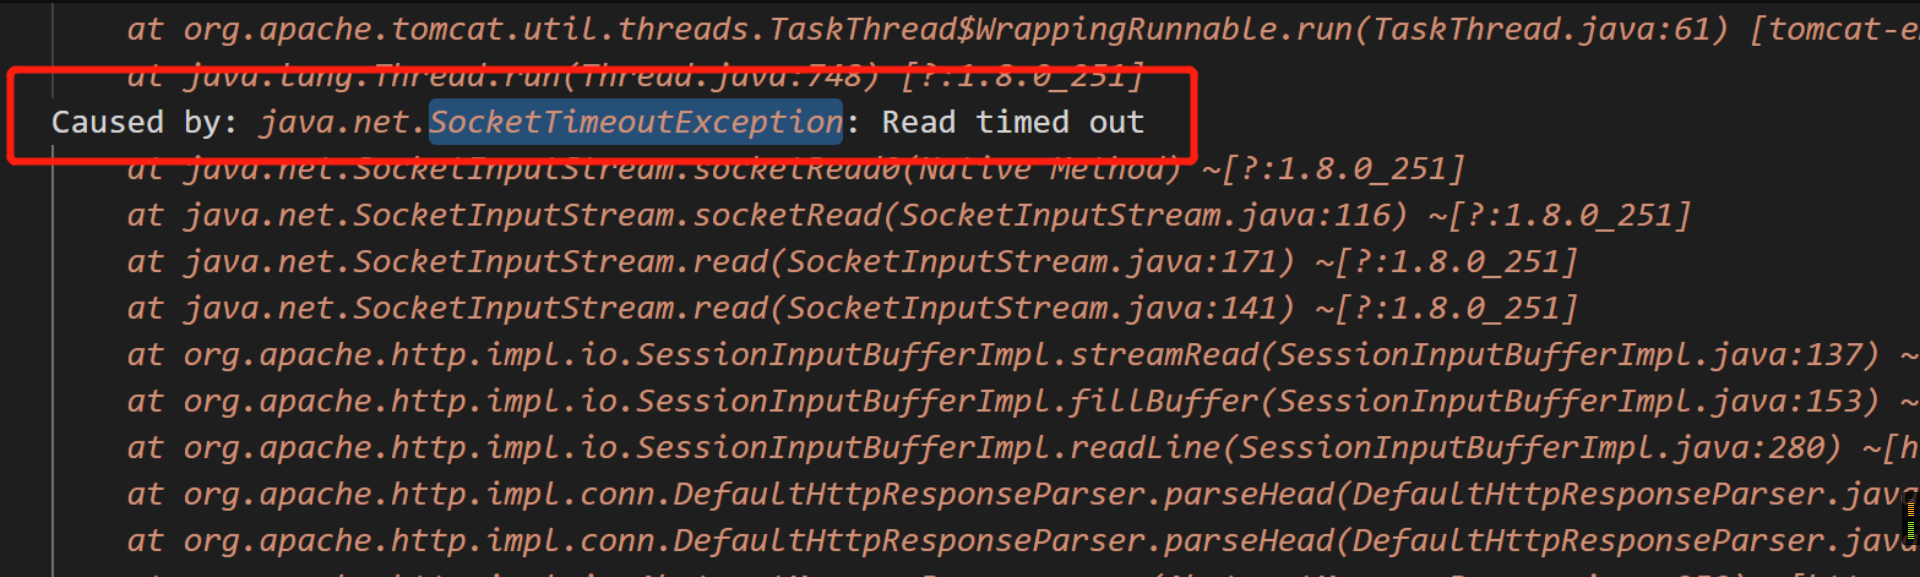 at org.apache.tomcat.util.threads.TaskThread$WrappingRunnable.run(TaskThread.java:61) [tomcat-e
at java.lang.Thread.run(Thread.java:748) [?:1.8.0_251]
Caused by: java.net.SocketTimeoutException: Read timed out
at java.net.SocketInputStream.socketRead0(Native Method) ~[?:1.8.0_251]
at java.net.SocketInputStream.socketRead(SocketInputStream.java:116) ~[?:1.8.0_251]
at java.net.SocketInputStream.read(SocketInputStream.java:171) ~[?:1.8.0_251]
at java.net.SocketInputStream.read(SocketInputStream.java:141) ~[?:1.8.0_251]
at org.apache.http.impl.io.SessionInputBufferImpl.streamRead(SessionInputBufferImpl.java:137) ~
at org.apache.http.impl.io.SessionInputBufferImpl.fillBuffer(SessionInputBufferImpl.java:153) ~
at org.apache.http.impl.io.SessionInputBufferImpl.readLine(SessionInputBufferImpl.java:280) ~[h
at org.apache.http.impl.conn.DefaultHttpResponseParser.parseHead(DefaultHttpResponseParser.java
at org.apache.http.impl.conn.DefaultHttpResponseParser.parseHead(DefaultHttpResponseParser.java